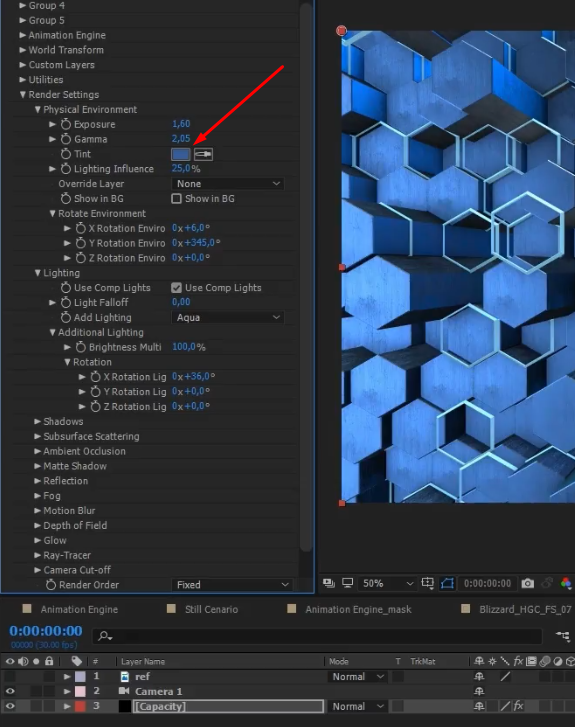 Group 4
Group 5
Animation Engine
World Transform
Custom Layers
Utilities
Render Settings
Physical Environment
Exposure 1,60
Gamma 2,05
Tint
Lighting Influence 25,0%
Override Layer None
Show in BG Show in BG
Rotate Environment
X Rotation Enviro 0x+6,0°
Y Rotation Enviro 0x+345,0°
Z Rotation Enviro 0x+0,0°
Lighting
Use Comp Lights Use Comp Lights
Light Falloff 0,00
Add Lighting Aqua
Additional Lighting
Brightness Multi 100,0%
Rotation
X Rotation Lig 0x+36,0°
Y Rotation Lig 0x+0,0°
Z Rotation Lig 0x+0,0°
Shadows
Subsurface Scattering
Ambient Occlusion
Matte Shadow
Reflection
Fog
Motion Blur
Depth of Field
Glow
Ray-Tracer
Camera Cut-off
Render Order Fixed
50% 0:00:00:00
Animation Engine Still Cenario Animation Engine_mask Blizzard_HGC_FS_07
0:00:00:00
00000 (30.00 fps)
# Layer Name Mode T TrkMat
1 ref Normal
2 Camera 1
3 [Capacity] Normal